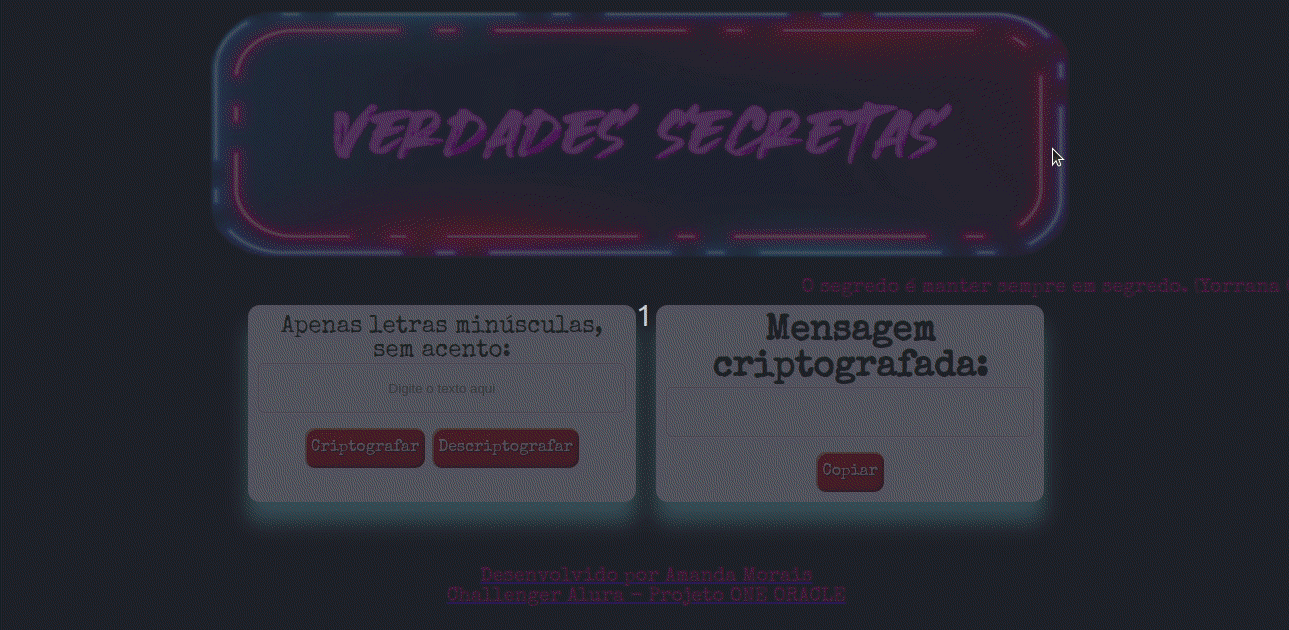 VERDADES SECRETAS
O segredo é manter sempre em segredo. (Yorrana
Apenas letras minúsculas,
sem acento:
Digite o texto aqui
Criptografar
Descriptografar
1
Mensagem
criptografada:
Copiar
Desenvolvido por Amanda Morais
Challenger Alura - Projeto ONE ORACLE